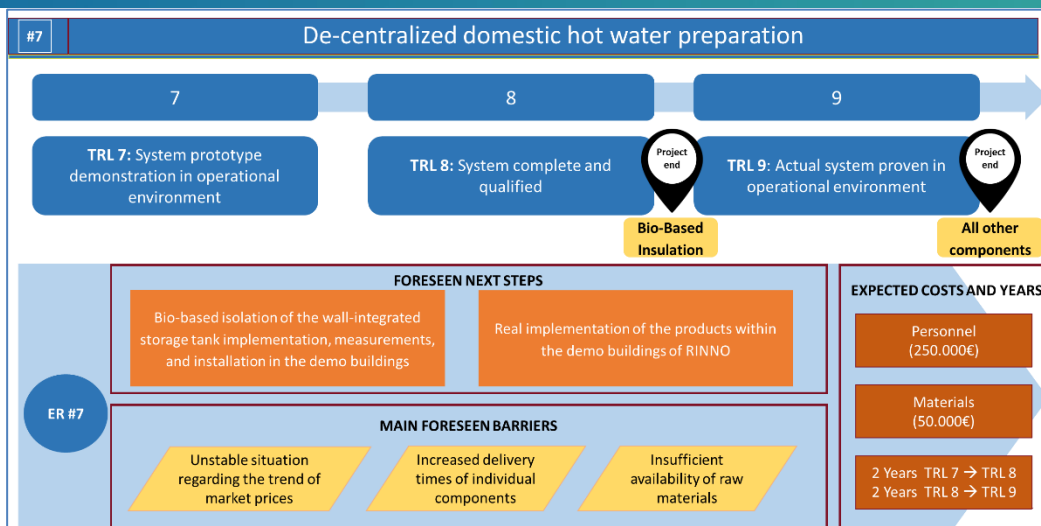 #7
De-centralized domestic hot water preparation
7
8
9
TRL 7: System prototype
demonstration in operational
environment
TRL 8: System complete and
qualified
Project
end
TRL 9: Actual system proven in
operational environment
Project
end
Bio-Based
Insulation
All other
components
FORESEEN NEXT STEPS
Bio-based isolation of the wall-integrated
storage tank implementation, measurements,
and installation in the demo buildings
Real implementation of the products within
the demo buildings of RINNO
EXPECTED COSTS AND YEARS
Personnel
(250.000€)
Materials
(50.000€)
2 Years TRL 7 → TRL 8
2 Years TRL 8 → TRL 9
ER #7
MAIN FORESEEN BARRIERS
Unstable situation
regarding the trend of
market prices
Increased delivery
times of individual
components
Insufficient
availability of raw
materials